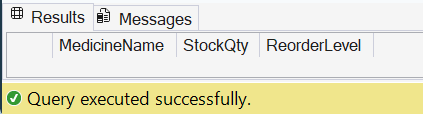 Results Messages
MedicineName StockQty ReorderLevel
Query executed successfully.